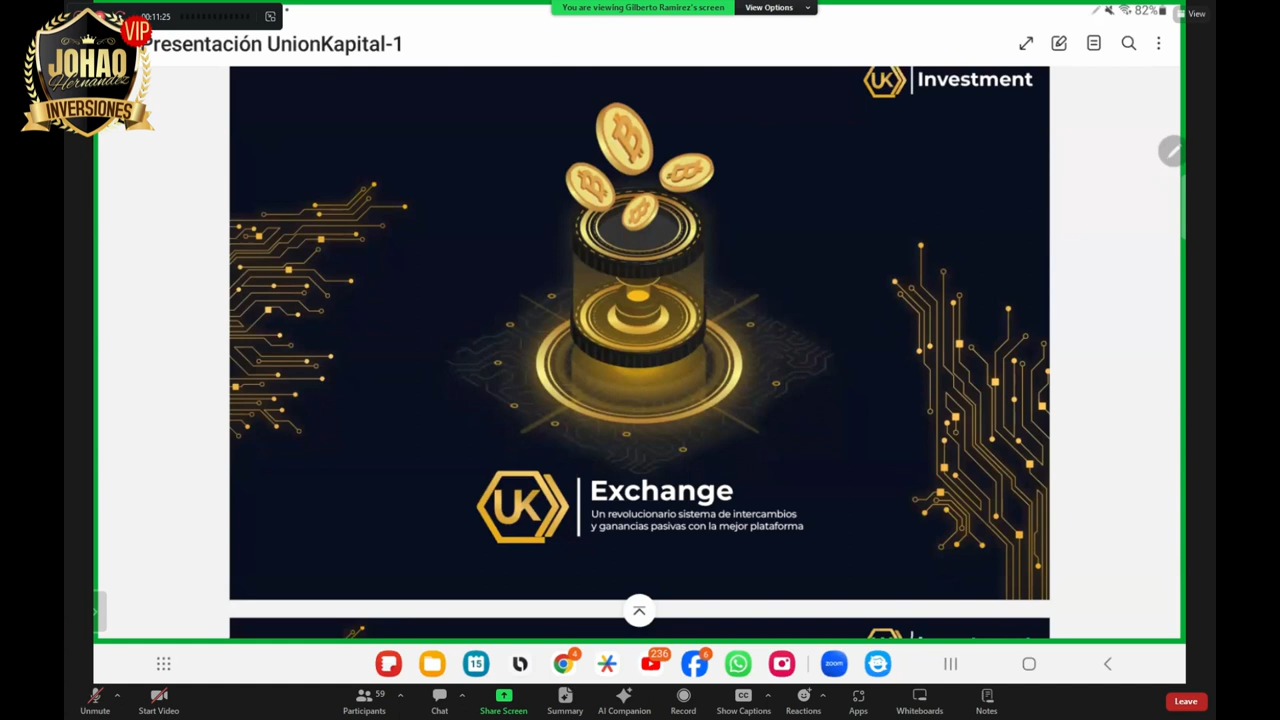 00:11:25
You are viewing Gilberto Ramirez's screen
View Options
82%
View
VIP
JOHAO
Hernandez
INVERSIONES
Presentación UnionKapital-1
UK
Investment
UK
Exchange
Un revolucionario sistema de intercambios
y ganancias pasivas con la mejor plataforma
15
4
236
6
zoom
Unmute
Start Video
59
Participants
Chat
Share Screen
Summary
AI Companion
Record
CC
Show Captions
Reactions
Apps
Whiteboards
Notes
Leave